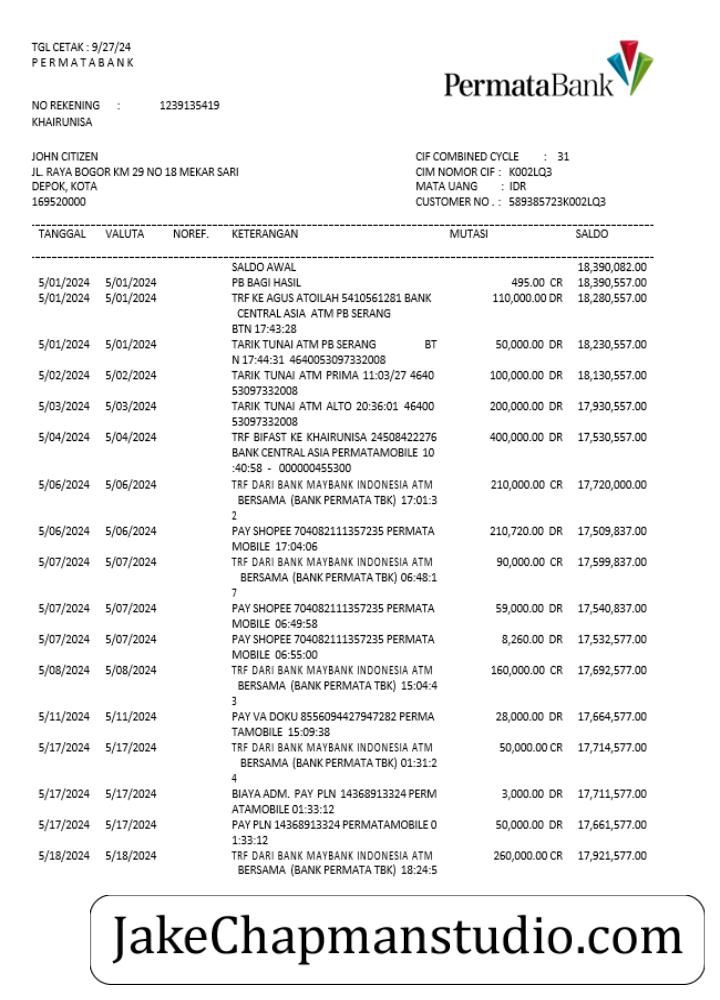 TGL CETAK : 9/27/24
PERMATABANK
PermataBank
NO REKENING : 1239135419
KHAIRUNISA
JOHN CITIZEN
JL. RAYA BOGOR KM 29 NO 18 MEKAR SARI
DEPOK, KOTA
169520000
CIF COMBINED CYCLE : 31
CIM NOMOR CIF : K002LQ3
MATA UANG : IDR
CUSTOMER NO . : 589385723K002LQ3
TANGGAL VALUTA NOREF. KETERANGAN MUTASI SALDO
SALDO AWAL 18,390,082.00
5/01/2024 5/01/2024 PB BAGI HASIL 495.00 CR 18,390,557.00
5/01/2024 5/01/2024 TRF KE AGUS ATOILAH 5410561281 BANK 110,000.00 DR 18,280,557.00
CENTRAL ASIA ATM PB SERANG
BTN 17:43:28
5/01/2024 5/01/2024 TARIK TUNAI ATM PB SERANG BT 50,000.00 DR 18,230,557.00
N 17:44:31 4640053097332008
5/02/2024 5/02/2024 TARIK TUNAI ATM PRIMA 11:03/27 4640 100,000.00 DR 18,130,557.00
53097332008
5/03/2024 5/03/2024 TARIK TUNAI ATM ALTO 20:36:01 46400 200,000.00 DR 17,930,557.00
53097332008
5/04/2024 5/04/2024 TRF BIFAST KE KHAIRUNISA 24508422276 400,000.00 DR 17,530,557.00
BANK CENTRAL ASIA PERMATAMOBILE 10
:40:58 - 000000455300
5/06/2024 5/06/2024 TRF DARI BANK MAYBANK INDONESIA ATM 210,000.00 CR 17,720,000.00
BERSAMA (BANK PERMATA TBK) 17:01:3
2
5/06/2024 5/06/2024 PAY SHOPEE 704082111357235 PERMATA 210,720.00 DR 17,509,837.00
MOBILE 17:04:06
5/07/2024 5/07/2024 TRF DARI BANK MAYBANK INDONESIA ATM 90,000.00 CR 17,599,837.00
BERSAMA (BANK PERMATA TBK) 06:48:1
7
5/07/2024 5/07/2024 PAY SHOPEE 704082111357235 PERMATA 59,000.00 DR 17,540,837.00
MOBILE 06:49:58
5/07/2024 5/07/2024 PAY SHOPEE 704082111357235 PERMATA 8,260.00 DR 17,532,577.00
MOBILE 06:55:00
5/08/2024 5/08/2024 TRF DARI BANK MAYBANK INDONESIA ATM 160,000.00 CR 17,692,577.00
BERSAMA (BANK PERMATA TBK) 15:04:4
3
5/11/2024 5/11/2024 PAY VA DOKU 8556094427947282 PERMA 28,000.00 DR 17,664,577.00
TAMOBILE 15:09:38
5/17/2024 5/17/2024 TRF DARI BANK MAYBANK INDONESIA ATM 50,000.00 CR 17,714,577.00
BERSAMA (BANK PERMATA TBK) 01:31:2
4
5/17/2024 5/17/2024 BIAYA ADM. PAY PLN 14368913324 PERM 3,000.00 DR 17,711,577.00
ATAMOBILE 01:33:12
5/17/2024 5/17/2024 PAY PLN 14368913324 PERMATAMOBILE 0 50,000.00 DR 17,661,577.00
1:33:12
5/18/2024 5/18/2024 TRF DARI BANK MAYBANK INDONESIA ATM 260,000.00 CR 17,921,577.00
BERSAMA (BANK PERMATA TBK) 18:24:5
JakeChapmanstudio.com